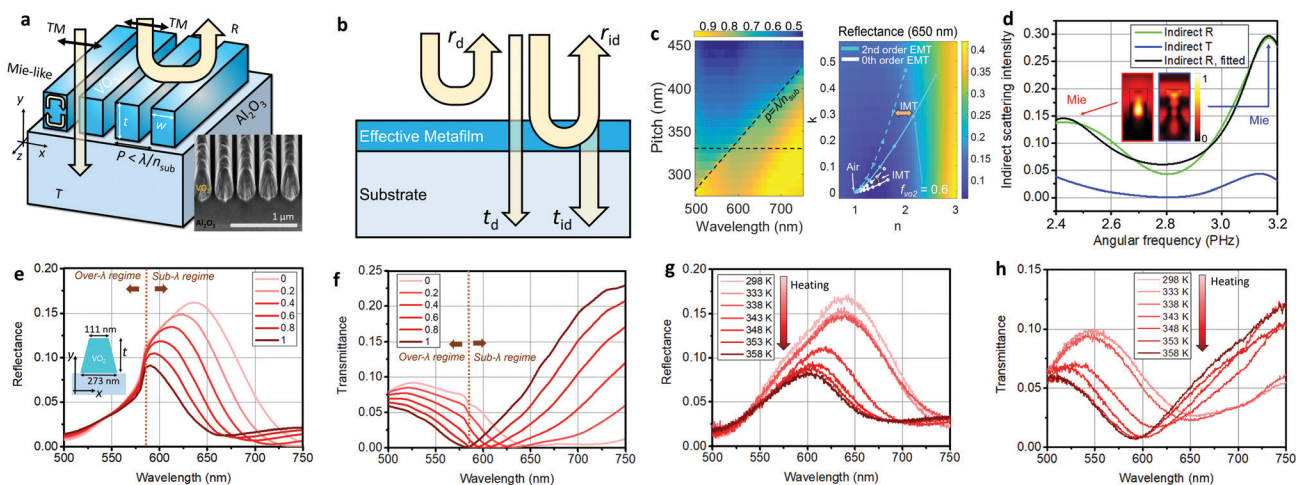 a
TM
TM
R
Mie-like
VO2
t
w
Al2O3
y
x
z
P < λ/nsub
T
VO2
Al2O3
1 μm
b
rd
rid
Effective Metafilm
Substrate
td
tid
c
0.9 0.8 0.7 0.6 0.5
Pitch (nm)
450
400
350
300
p=λ/nsub
500 600 700
Wavelength (nm)
Reflectance (650 nm)
2nd order EMT
0th order EMT
IMT
Air
IMT
fvo2 = 0.6
k
0.6
0.5
0.4
0.3
0.2
0.1
0
1 2 3
n
0.4
0.35
0.3
0.25
0.2
0.15
0.1
d
Indirect scattering intensity
0.30
0.25
0.20
0.15
0.10
0.05
0.00
Indirect R
Indirect T
Indirect R, fitted
Mie
Mie
1
0
2.4 2.6 2.8 3.0 3.2
Angular frequency (PHz)
e
Reflectance
0.20
0.15
0.10
0.05
0.00
Over-λ regime
Sub-λ regime
0
0.2
0.4
0.6
0.8
1
111 nm
y
VO2
t
273 nm
x
500 550 600 650 700 750
Wavelength (nm)
f
Transmittance
0.25
0.20
0.15
0.10
0.05
0.00
0
0.2
0.4
0.6
0.8
1
Over-λ regime
Sub-λ regime
500 550 600 650 700 750
Wavelength (nm)
g
Reflectance
0.20
0.15
0.10
0.05
0.00
298 K
333 K
338 K
343 K
348 K
353 K
358 K
Heating
500 550 600 650 700 750
Wavelength (nm)
h
Transmittance
0.15
0.10
0.05
0.00
298 K
333 K
338 K
343 K
348 K
353 K
358 K
Heating
500 550 600 650 700 750
Wavelength (nm)